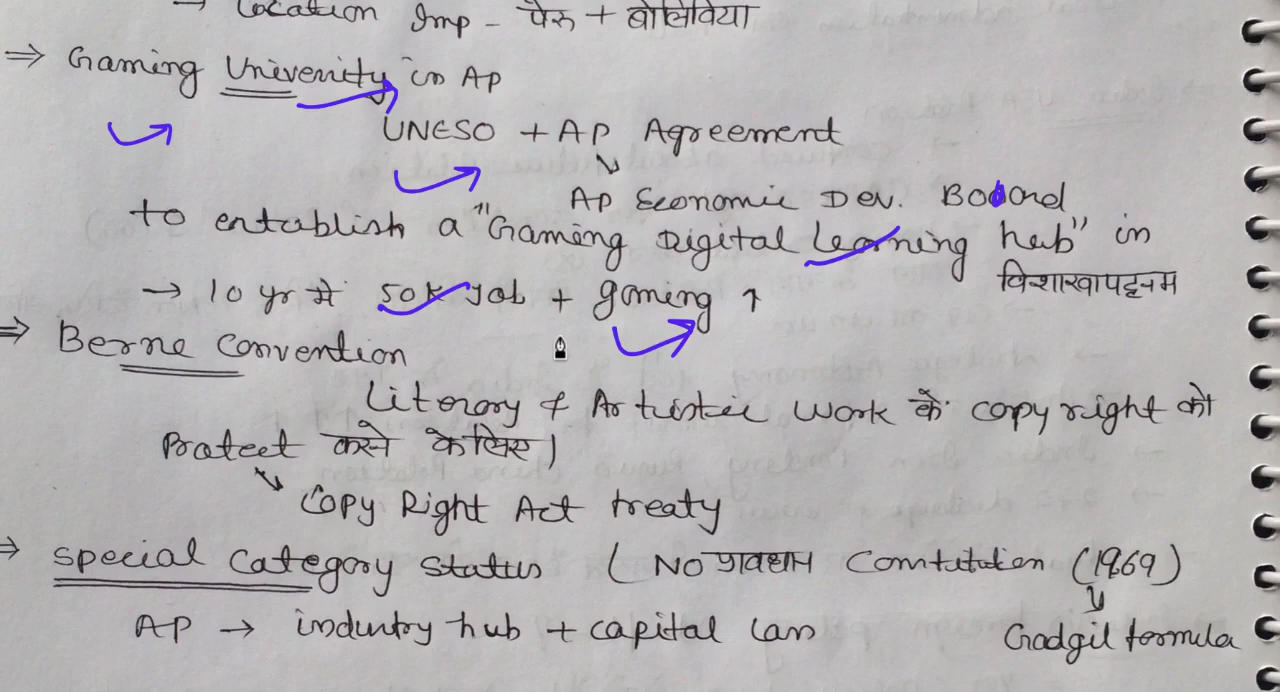 → Location Imp - पेरु + बोलिविया
⇒ Gaming University in AP
UNESO + AP Agreement
AP Economic Dev. Board
to establish a "Gaming Digital Learning hub" in
विशाखापट्टनम
→ 10 yr में 50K Job + gaming ↑
⇒ Berne Convention
Literary & Artistic work के copy right को
Protect करने के लिए।
Copy Right Act treaty
⇒ Special Category Status ( No प्रावधान Constitution (1969)
AP → industry hub + capital
Gadgil formula